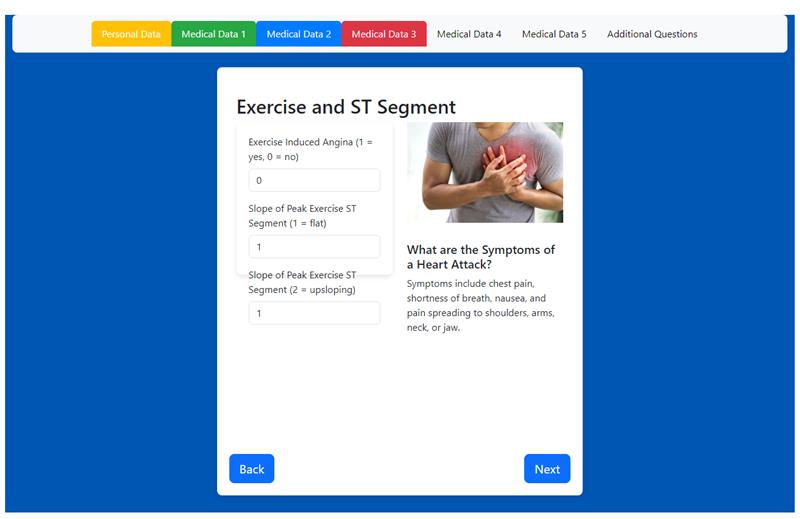 Personal Data
Medical Data 1
Medical Data 2
Medical Data 3
Medical Data 4
Medical Data 5
Additional Questions
Exercise and ST Segment
Exercise Induced Angina (1 =
yes, 0 = no)
0
Slope of Peak Exercise ST
Segment (1 = flat)
1
Slope of Peak Exercise ST
Segment (2 = upsloping)
1
What are the Symptoms of
a Heart Attack?
Symptoms include chest pain,
shortness of breath, nausea, and
pain spreading to shoulders, arms,
neck, or jaw.
Back
Next